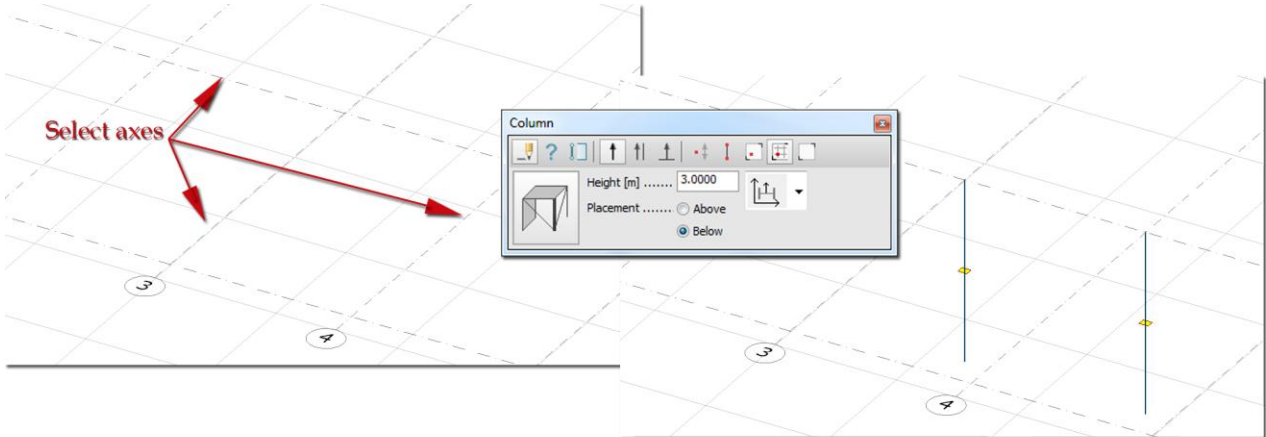 Select axes
3
4
Column
Height [m] ....... 3.0000
Placement ....... Above
Below
3
4